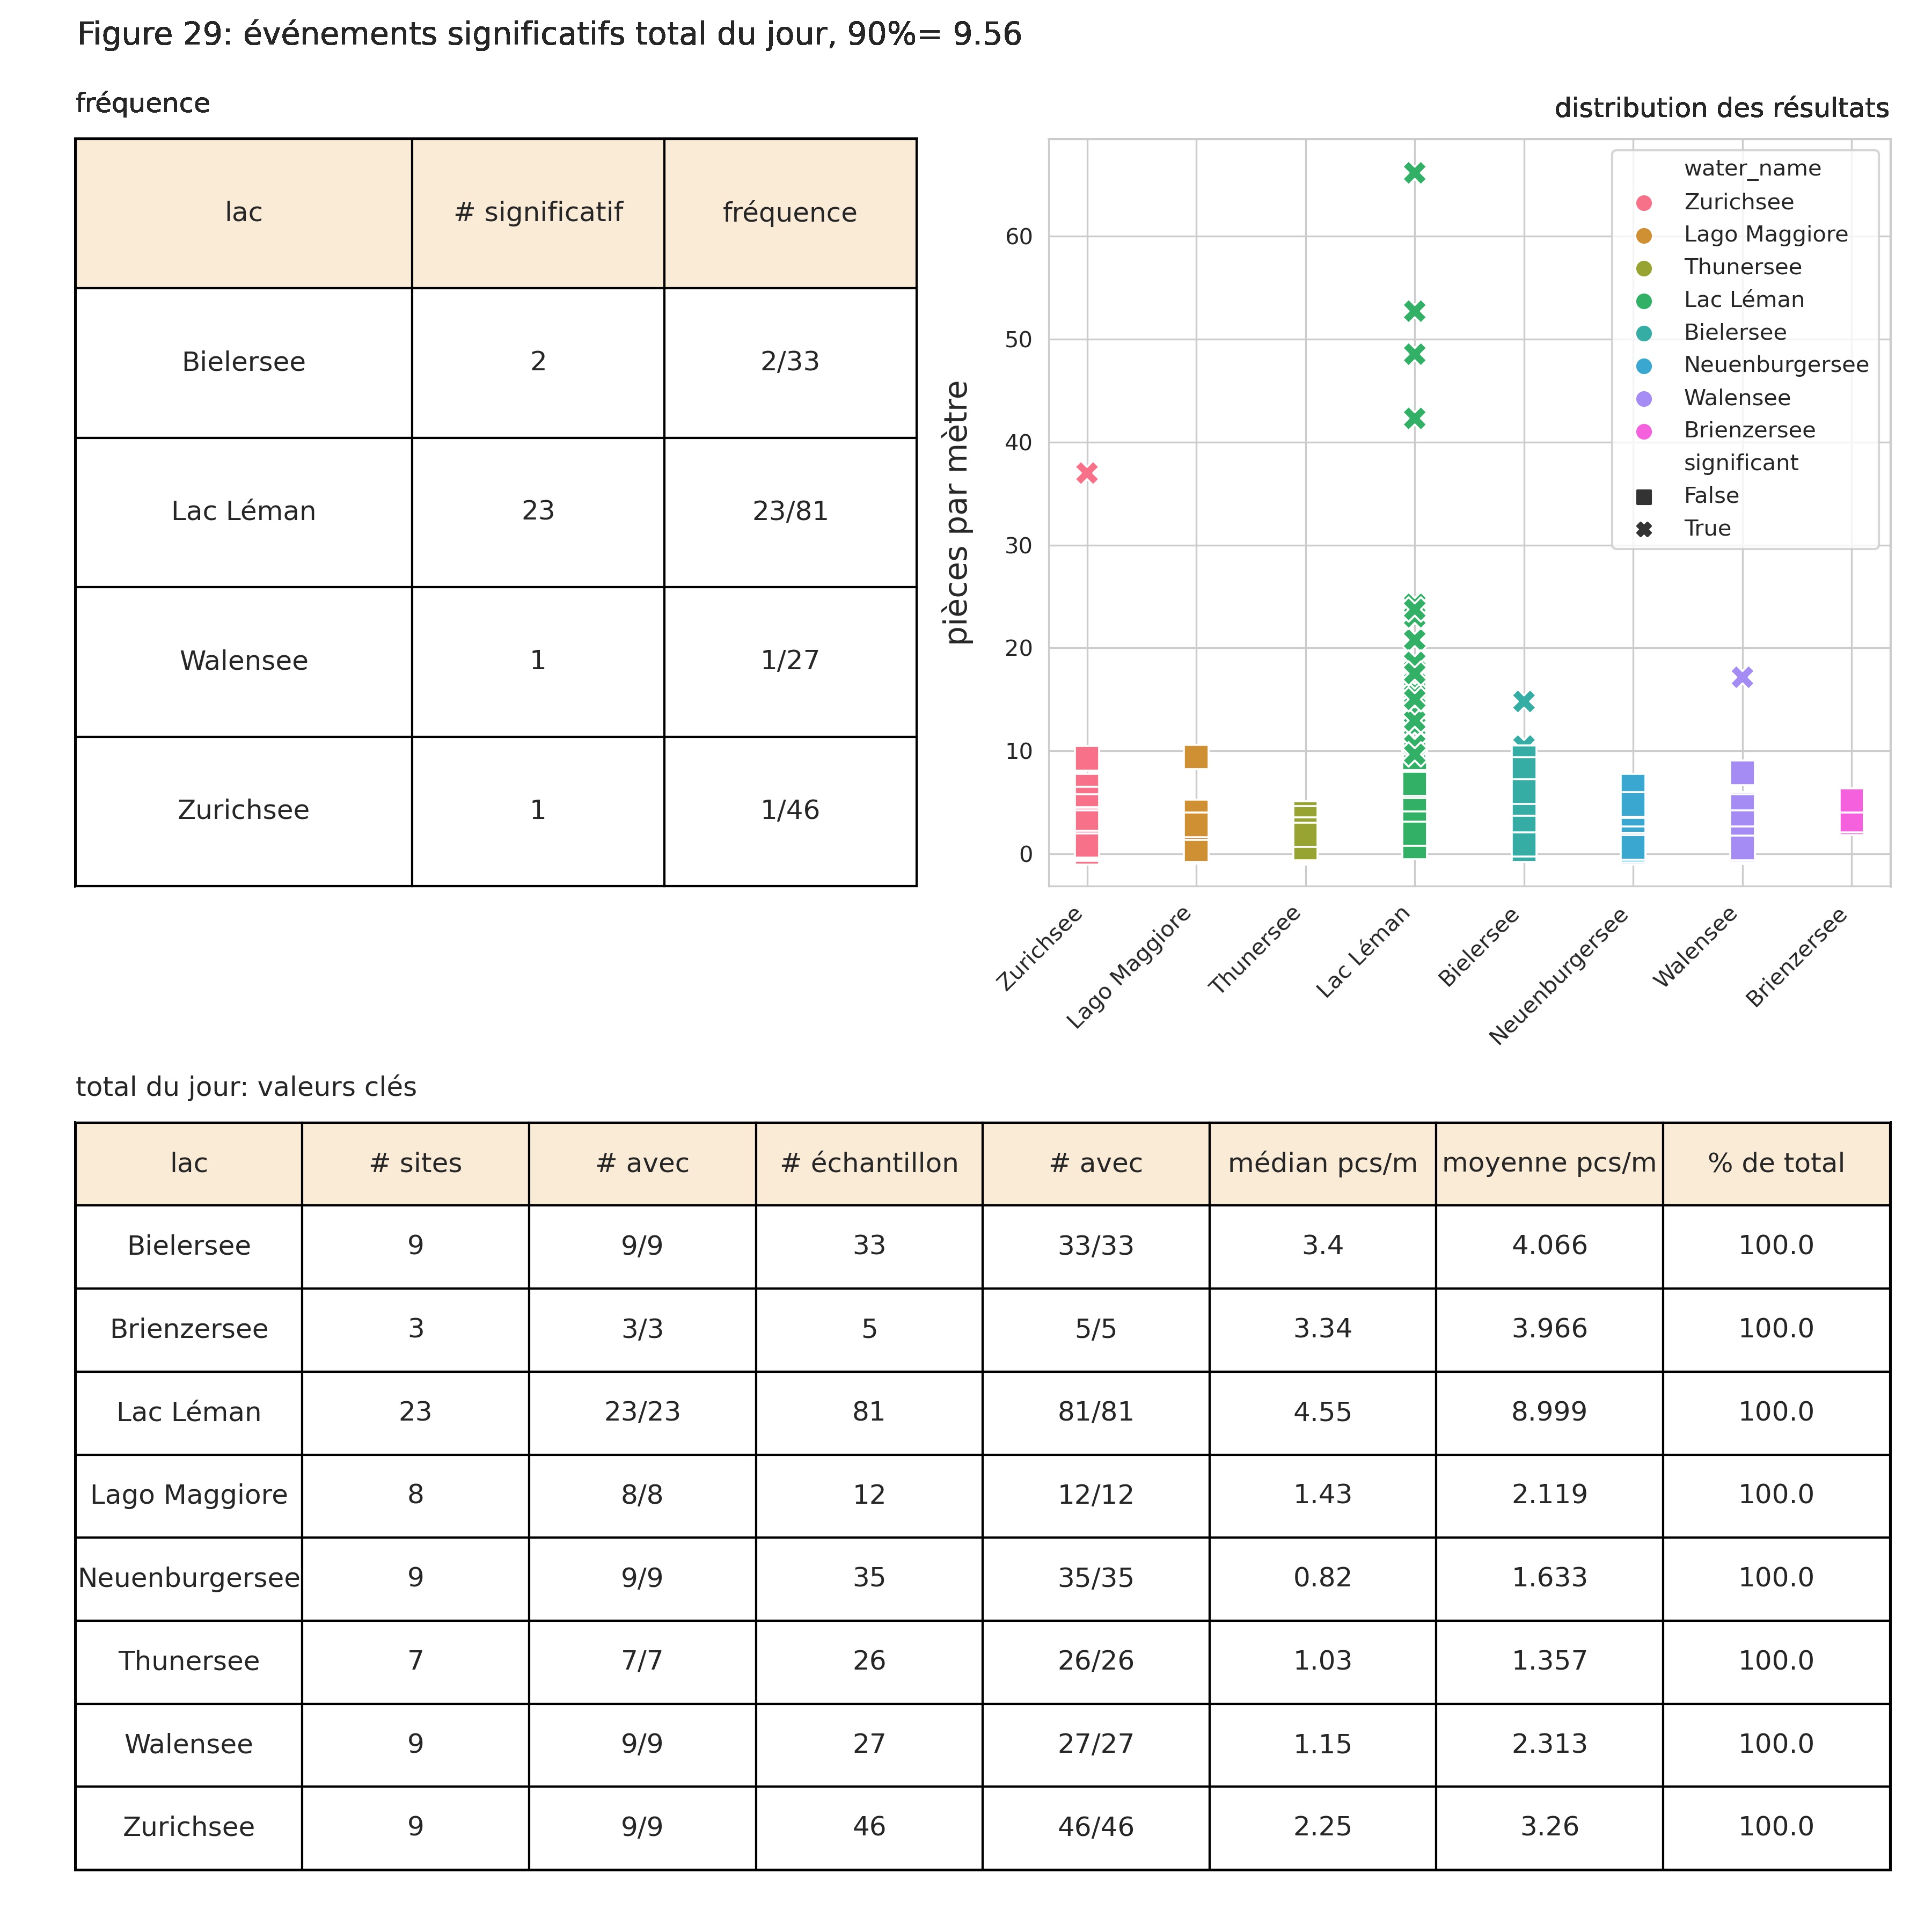 Figure 29: événements significatifs total du jour, 90%= 9.56
fréquence
lac # significatif fréquence
Bielersee 2 2/33
Lac Léman 23 23/81
Walensee 1 1/27
Zurichsee 1 1/46
distribution des résultats
pièces par mètre
60
50
40
30
20
10
0
water_name
Zurichsee
Lago Maggiore
Thunersee
Lac Léman
Bielersee
Neuenburgersee
Walensee
Brienzersee
significant
False
True
Zurichsee
Lago Maggiore
Thunersee
Lac Léman
Bielersee
Neuenburgersee
Walensee
Brienzersee
total du jour: valeurs clés
lac # sites # avec # échantillon # avec médian pcs/m moyenne pcs/m % de total
Bielersee 9 9/9 33 33/33 3.4 4.066 100.0
Brienzersee 3 3/3 5 5/5 3.34 3.966 100.0
Lac Léman 23 23/23 81 81/81 4.55 8.999 100.0
Lago Maggiore 8 8/8 12 12/12 1.43 2.119 100.0
Neuenburgersee 9 9/9 35 35/35 0.82 1.633 100.0
Thunersee 7 7/7 26 26/26 1.03 1.357 100.0
Walensee 9 9/9 27 27/27 1.15 2.313 100.0
Zurichsee 9 9/9 46 46/46 2.25 3.26 100.0